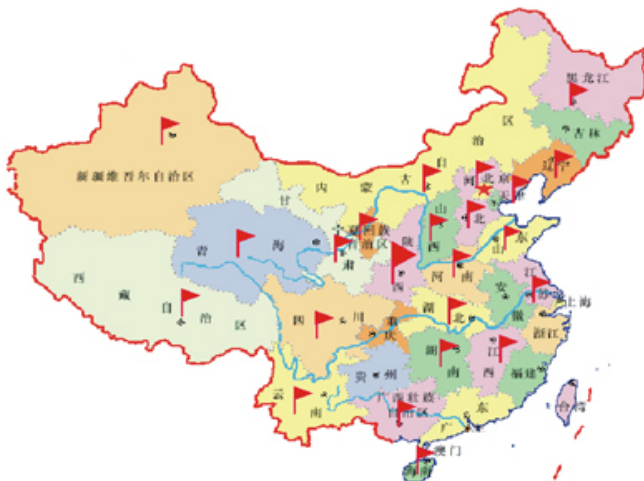 黑龙江
吉林
辽宁
内蒙古自治区
新疆维吾尔自治区
甘肃
北京
天津
河北
山西
山东
宁夏回族
自治区
青海
陕西
河南
江苏
安徽
上海
西藏自治区
四川
重庆
湖北
浙江
湖南
江西
福建
贵州
云南
广西壮族
自治区
广东
台湾
澳门
海南